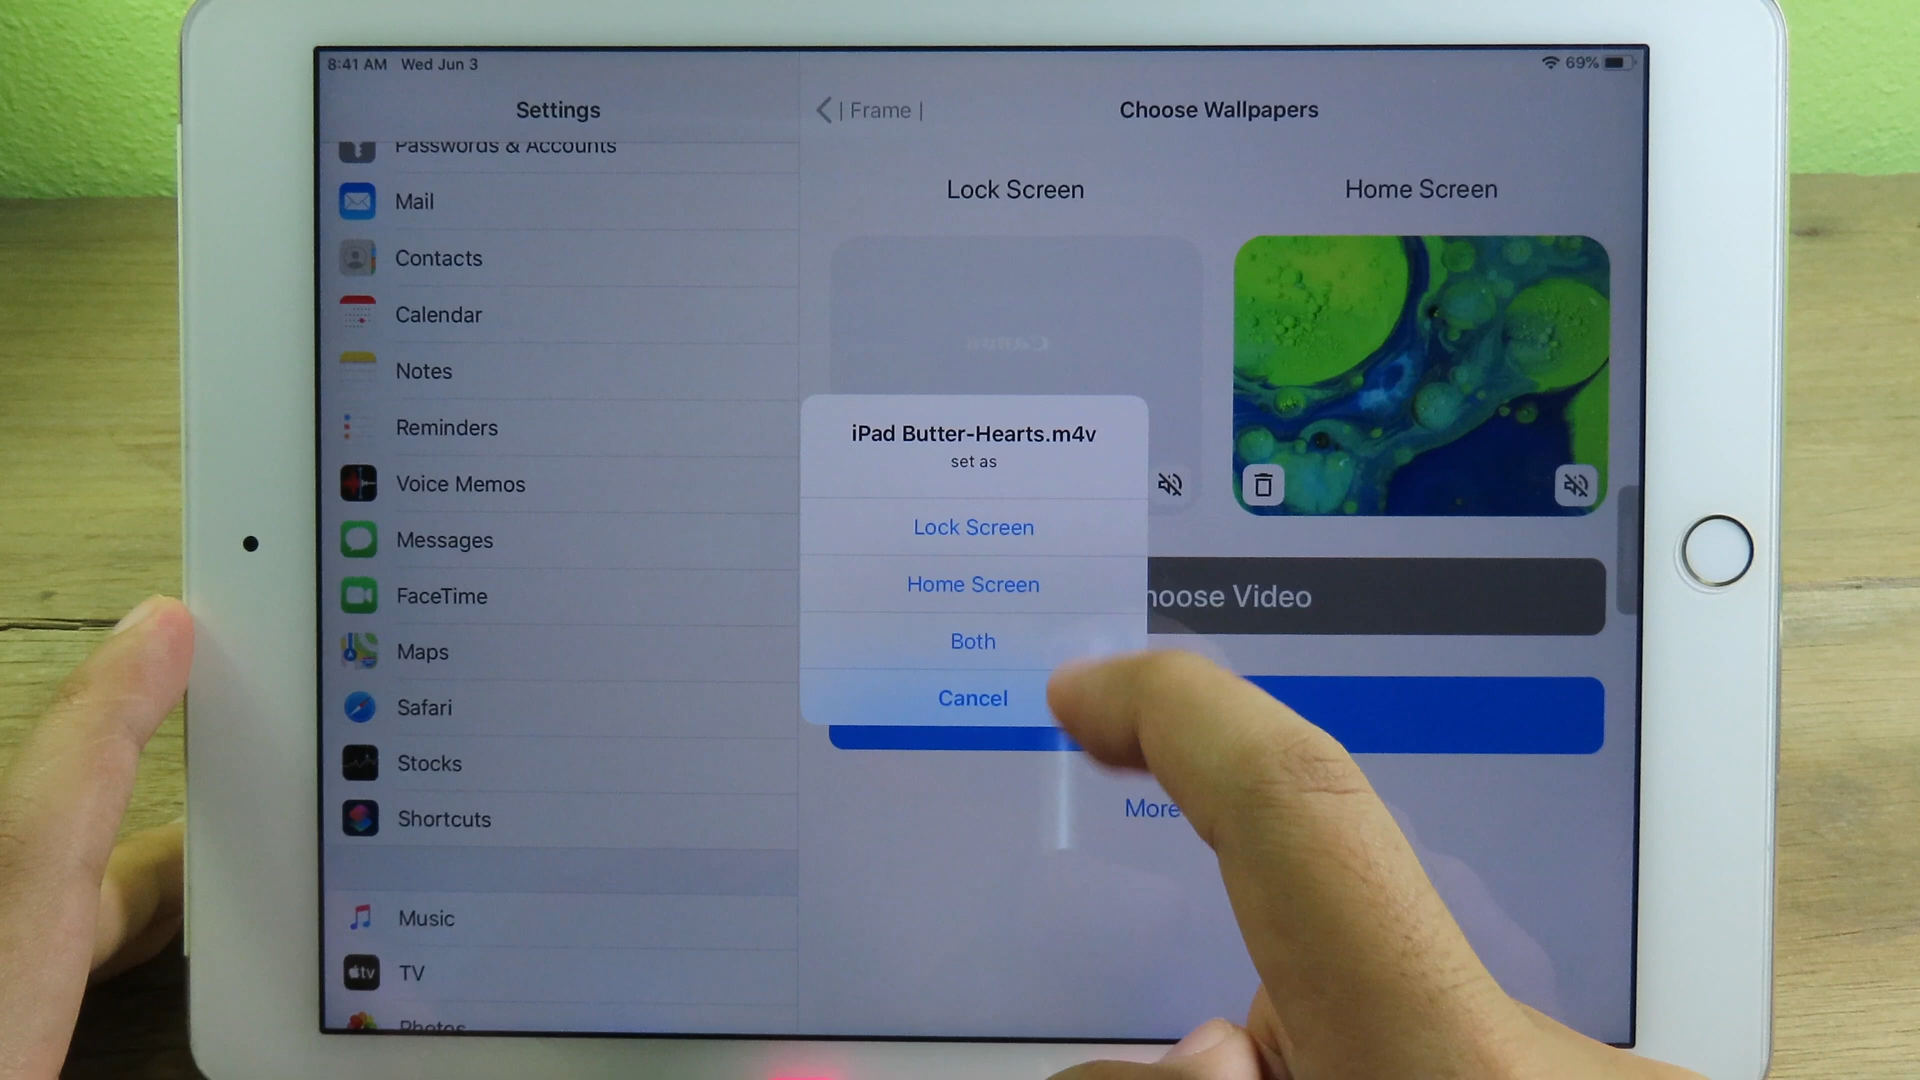 8:41 AM Wed Jun 3
69%
Settings
| Frame |
Choose Wallpapers
Passwords & Accounts
Mail
Contacts
Calendar
Notes
Reminders
Voice Memos
Messages
FaceTime
Maps
Safari
Stocks
Shortcuts
Music
tv
TV
Photos
Lock Screen
Home Screen
iPad Butter-Hearts.m4v
set as
Lock Screen
Home Screen
Both
Cancel
hoose Video
More